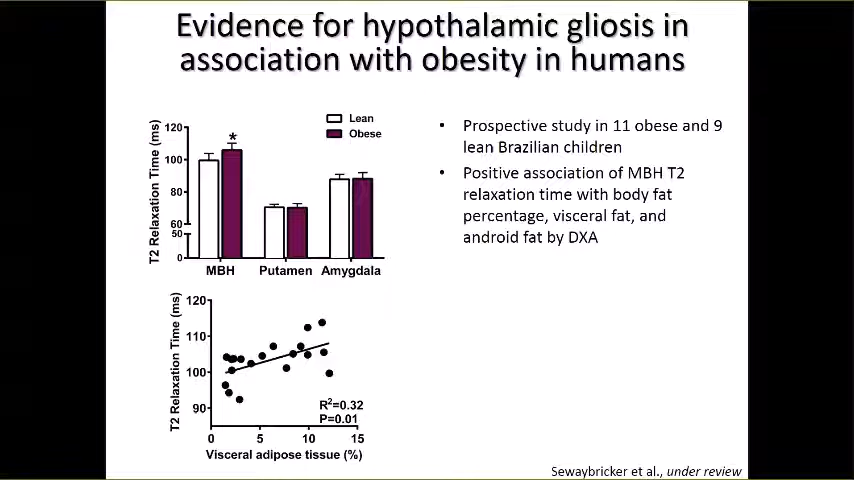 Evidence for hypothalamic gliosis in
association with obesity in humans
Lean
Obese
T2 Relaxation Time (ms)
120
100
80
60
50
0
*
MBH Putamen Amygdala
• Prospective study in 11 obese and 9
lean Brazilian children
• Positive association of MBH T2
relaxation time with body fat
percentage, visceral fat, and
android fat by DXA
T2 Relaxation Time (ms)
120
110
100
90
R²=0.32
P=0.01
0 5 10 15
Visceral adipose tissue (%)
Sewaybricker et al., under review